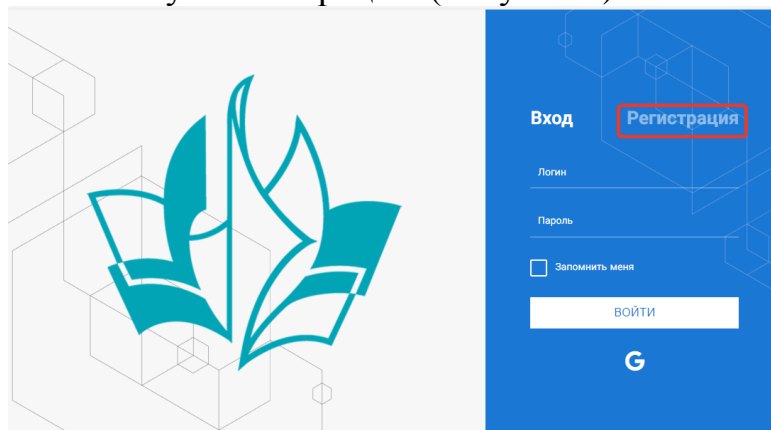 Вход Регистрация
Логин
Пароль
Запомнить меня
ВОЙТИ
G